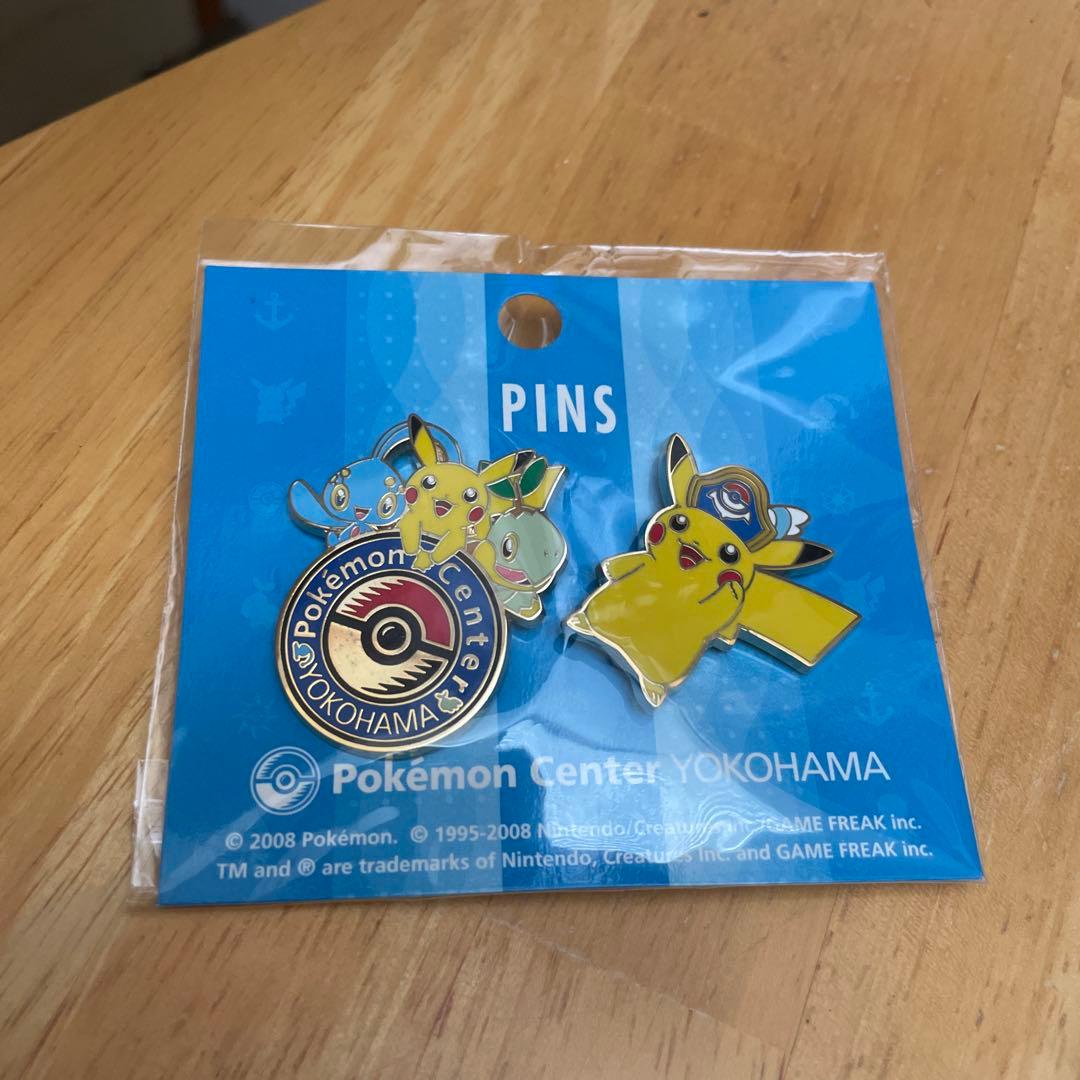 PINS
Pokémon Center
YOKOHAMA
Pokémon Center YOKOHAMA
© 2008 Pokémon. © 1995-2008 Nintendo/Creatures inc./GAME FREAK inc.
TM and ® are trademarks of Nintendo, Creatures inc. and GAME FREAK inc.